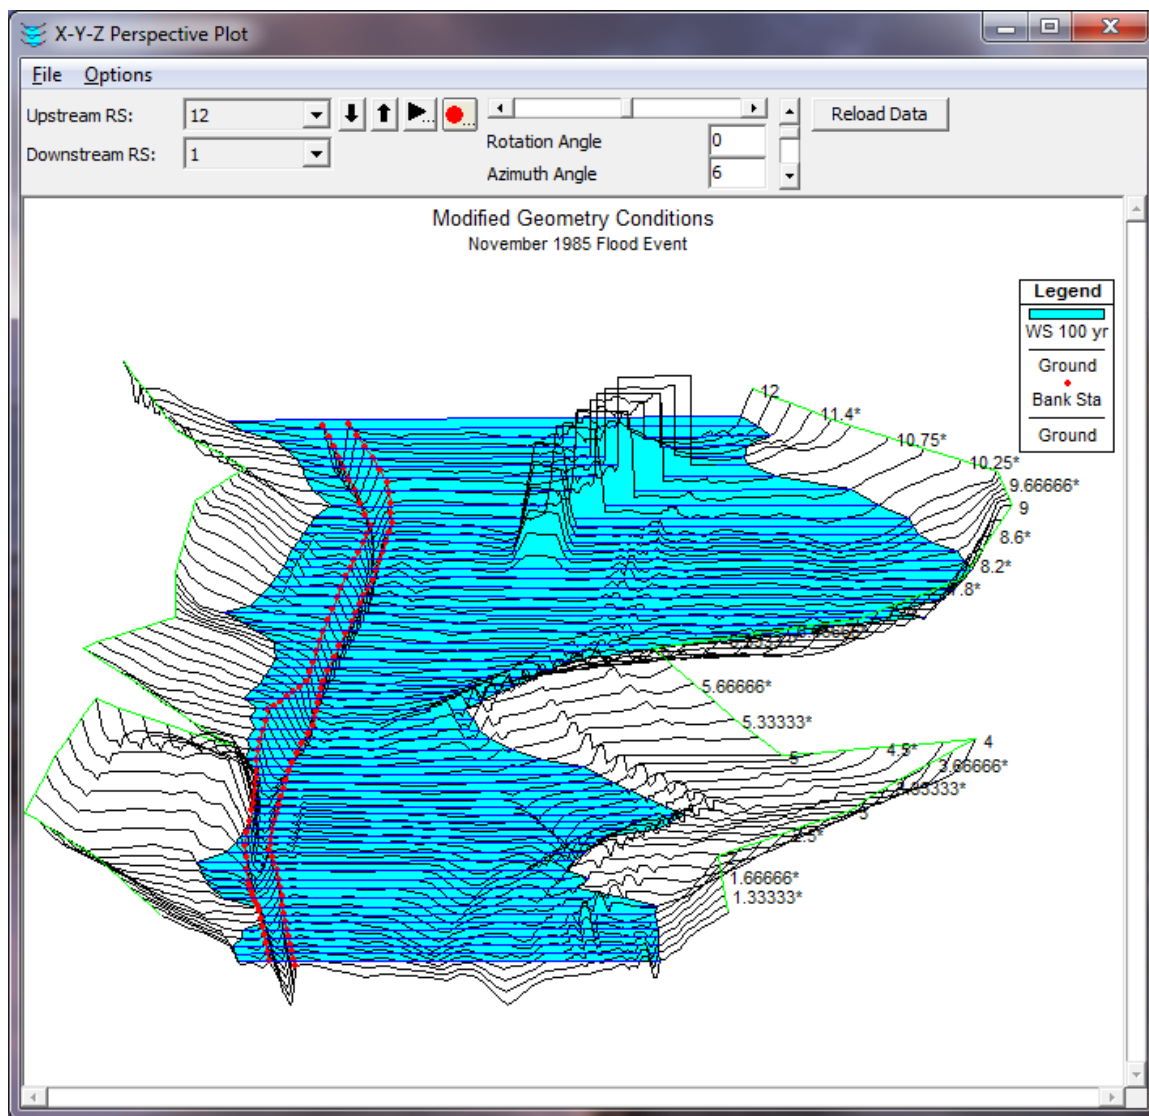 X-Y-Z Perspective Plot
File Options
Upstream RS: 12
Reload Data
Rotation Angle 0
Downstream RS: 1
Azimuth Angle 6
Modified Geometry Conditions
November 1985 Flood Event
Legend
WS 100 yr
Ground
Bank Sta
Ground
12
11.4*
10.75*
10.25*
9.66666*
9
8.6*
8.2*
7.8*
5.66666*
5.33333*
5
4.5*
4
3.66666*
3.33333*
3
2.5*
1.66666*
1.33333*